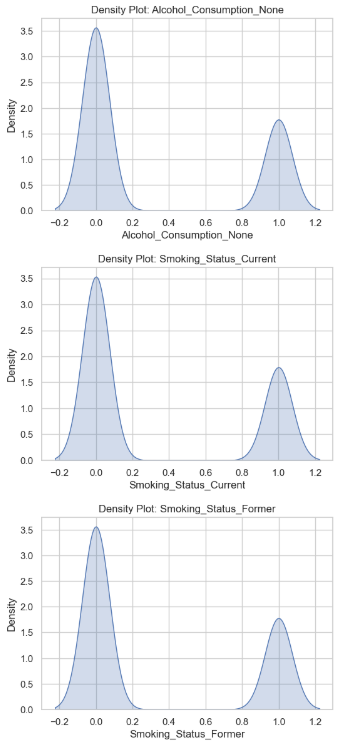 Density Plot: Alcohol_Consumption_None
3.5
3.0
2.5
2.0
1.5
1.0
0.5
0.0
Density
−0.2 0.0 0.2 0.4 0.6 0.8 1.0 1.2
Alcohol_Consumption_None
Density Plot: Smoking_Status_Current
3.5
3.0
2.5
2.0
1.5
1.0
0.5
0.0
Density
−0.2 0.0 0.2 0.4 0.6 0.8 1.0 1.2
Smoking_Status_Current
Density Plot: Smoking_Status_Former
3.5
3.0
2.5
2.0
1.5
1.0
0.5
0.0
Density
−0.2 0.0 0.2 0.4 0.6 0.8 1.0 1.2
Smoking_Status_Former